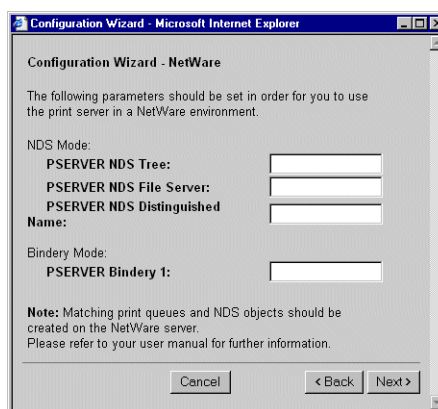 Configuration Wizard - Microsoft Internet Explorer
Configuration Wizard - NetWare
The following parameters should be set in order for you to use
the print server in a NetWare environment.
NDS Mode:
PSERVER NDS Tree:
PSERVER NDS File Server:
PSERVER NDS Distinguished
Name:
Bindery Mode:
PSERVER Bindery 1:
Note: Matching print queues and NDS objects should be
created on the NetWare server.
Please refer to your user manual for further information.
Cancel < Back Next >